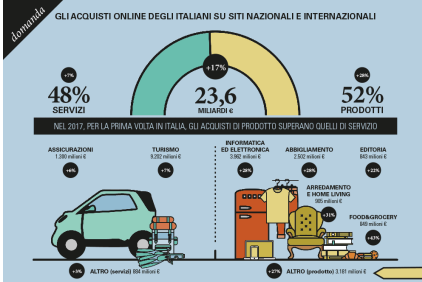 domanda
GLI ACQUISTI ONLINE DEGLI ITALIANI SU SITI NAZIONALI E INTERNAZIONALI
+7%
48%
SERVIZI
+17%
23,6
MILIARDI €
+28%
52%
PRODOTTI
NEL 2017, PER LA PRIMA VOLTA IN ITALIA, GLI ACQUISTI DI PRODOTTO SUPERANO QUELLI DI SERVIZIO
ASSICURAZIONI
1.300 milioni €
+6%
TURISMO
9.202 milioni €
+7%
INFORMATICA
ED ELETTRONICA
3.962 milioni €
+28%
ABBIGLIAMENTO
2.502 milioni €
+28%
EDITORIA
843 milioni €
+22%
ARREDAMENTO
E HOME LIVING
905 milioni €
+31%
FOOD&GROCERY
849 milioni €
+43%
+5%
ALTRO (servizi) 884 milioni €
+27%
ALTRO (prodotto) 3.181 milioni €